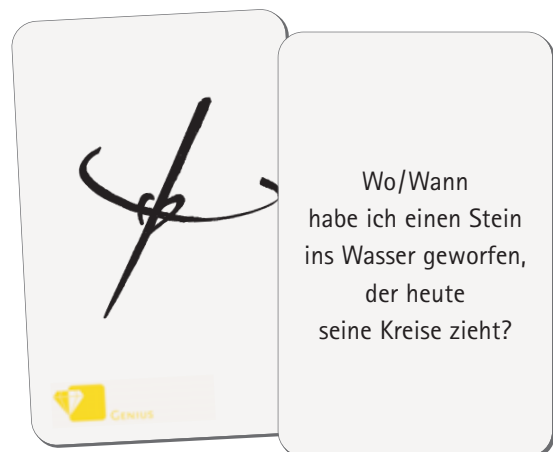 GENIUS
Wo/Wann
habe ich einen Stein
ins Wasser geworfen,
der heute
seine Kreise zieht?